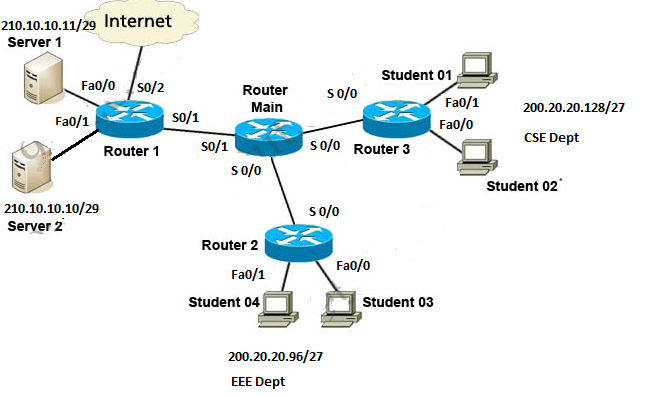 210.10.10.11/29
Server 1
Internet
Fa0/0
S0/2
Fa0/1
S0/1
Router 1
210.10.10.10/29
Server 2
Router
Main
S0/1
S 0/0
S 0/0
S 0/0
Router 3
Student 01
Fa0/1
Fa0/0
200.20.20.128/27
CSE Dept
Student 02
S 0/0
Router 2
Fa0/1
Fa0/0
Student 04
Student 03
200.20.20.96/27
EEE Dept